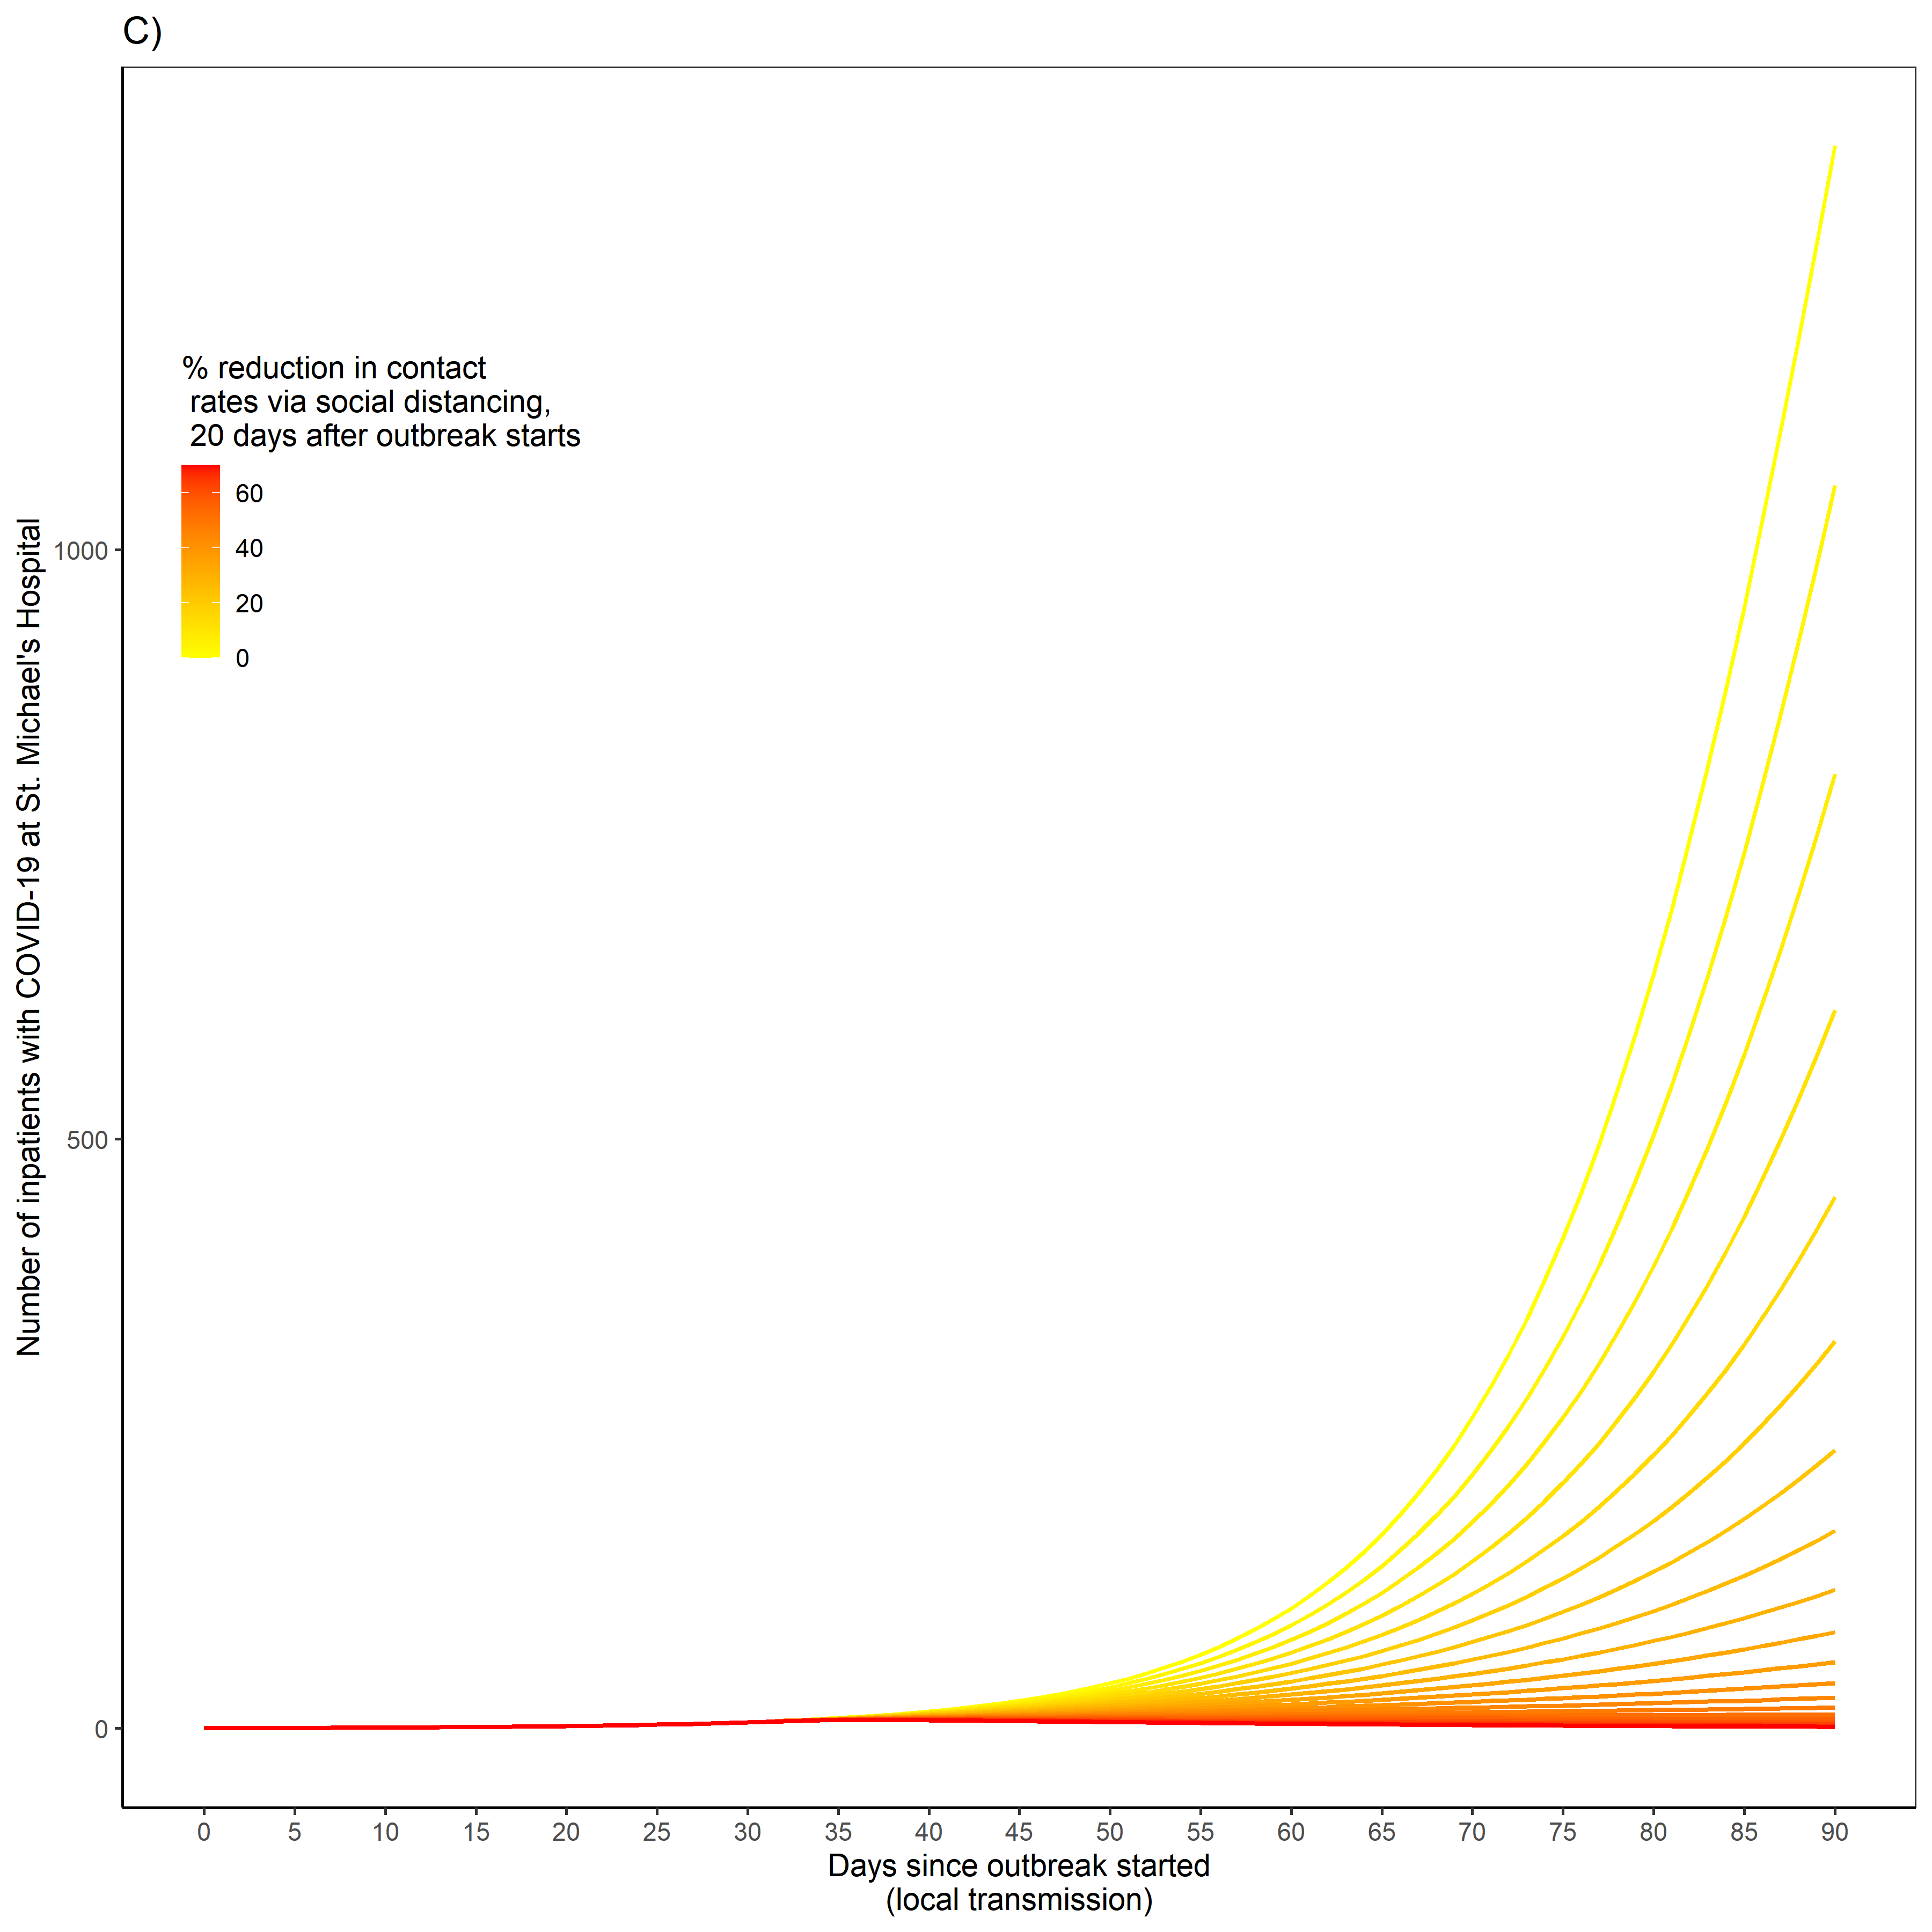 C)
% reduction in contact
rates via social distancing,
20 days after outbreak starts
60
40
20
0
Number of inpatients with COVID-19 at St. Michael's Hospital
1000
500
0
0 5 10 15 20 25 30 35 40 45 50 55 60 65 70 75 80 85 90
Days since outbreak started
(local transmission)